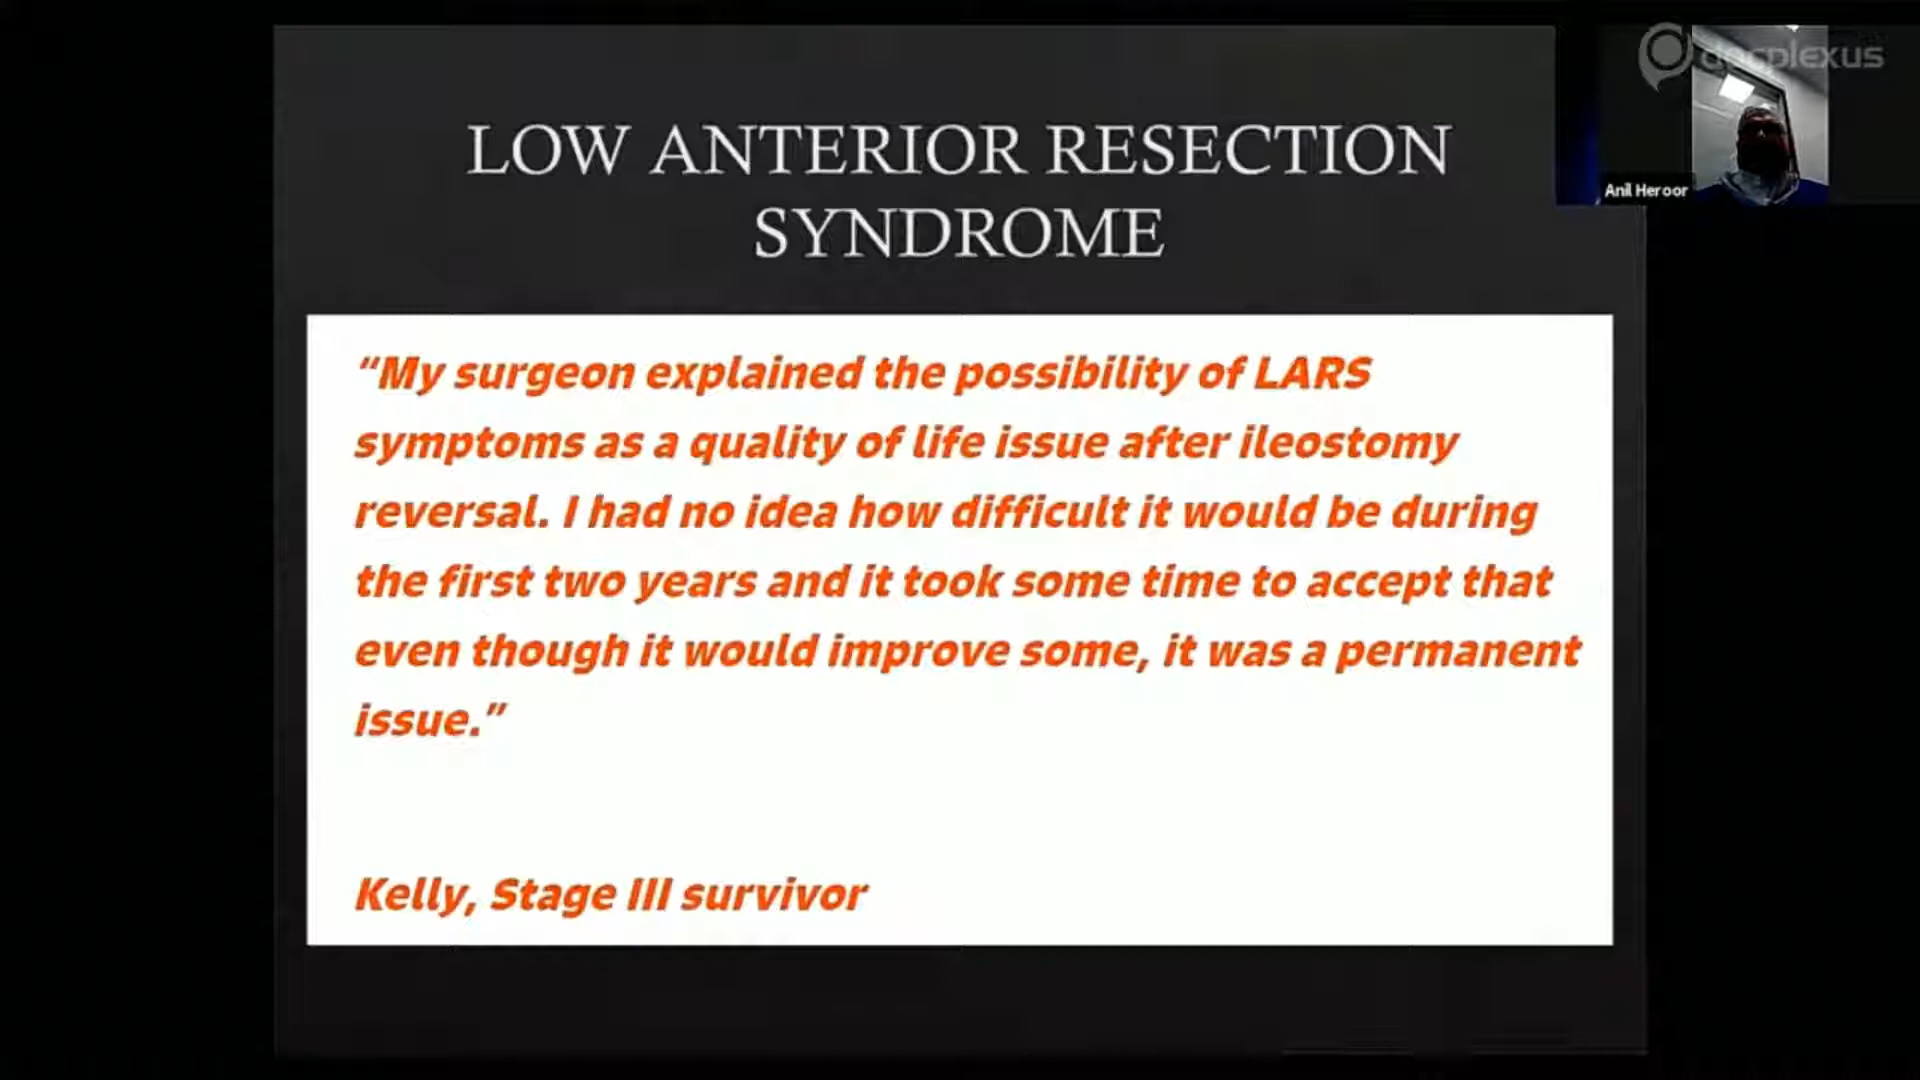 docplexus
Anil Heroor
LOW ANTERIOR RESECTION
SYNDROME
“My surgeon explained the possibility of LARS
symptoms as a quality of life issue after ileostomy
reversal. I had no idea how difficult it would be during
the first two years and it took some time to accept that
even though it would improve some, it was a permanent
issue.”
Kelly, Stage III survivor